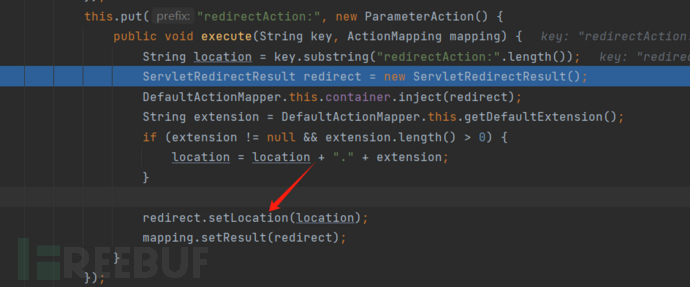 this.put( prefix: "redirectAction:", new ParameterAction() {
public void execute(String key, ActionMapping mapping) { key: "redirectAction:
String location = key.substring("redirectAction:".length()); key: "redirec
ServletRedirectResult redirect = new ServletRedirectResult();
DefaultActionMapper.this.container.inject(redirect);
String extension = DefaultActionMapper.this.getDefaultExtension();
if (extension != null && extension.length() > 0) {
location = location + "." + extension;
}
redirect.setLocation(location);
mapping.setResult(redirect);
}
});
FREEBUF